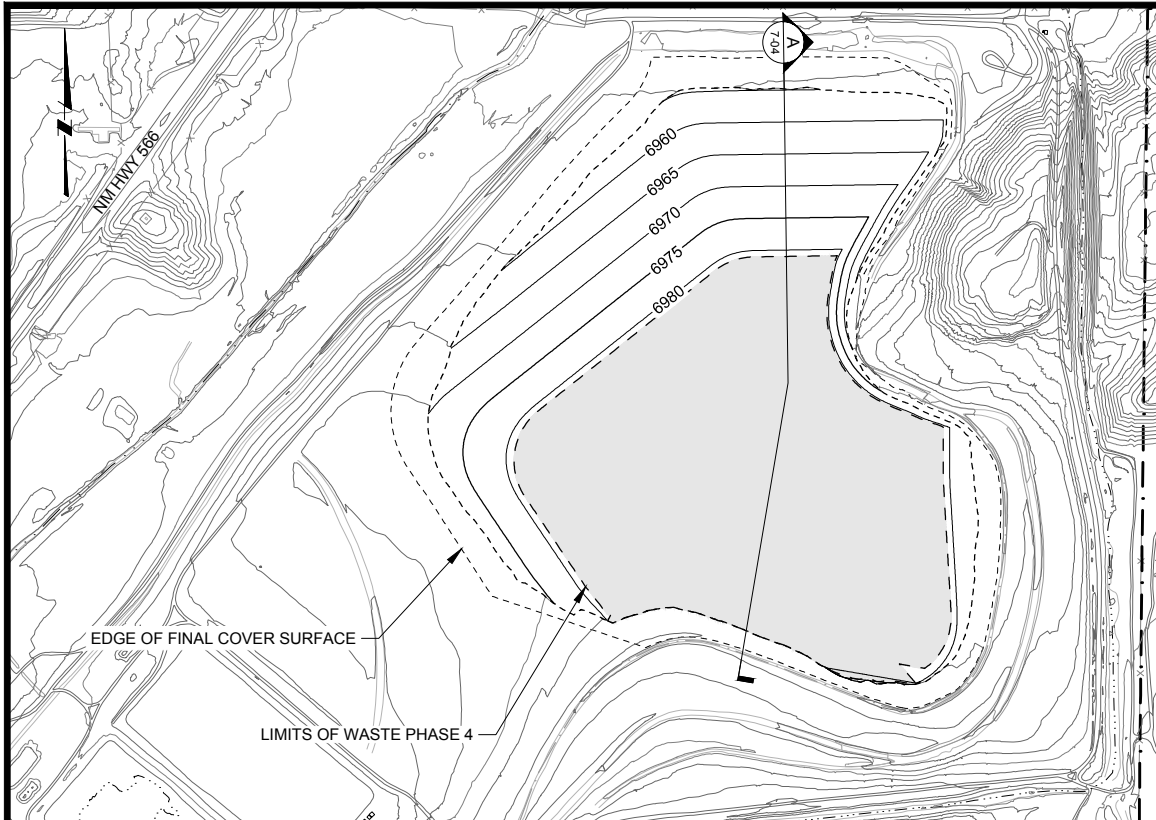 A
7-04
NM HWY 566
6960
6965
6970
6975
6980
EDGE OF FINAL COVER SURFACE
LIMITS OF WASTE PHASE 4